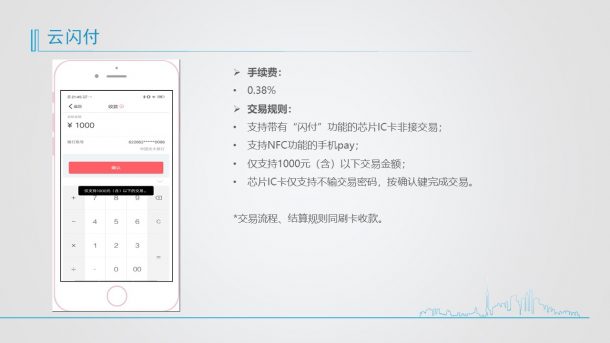 云闪付
收款
¥ 1000
确认
仅支持1000元(含)以下的交易。
+ 7 8 9
- 4 5 6
× 1 2 3
÷ · 0 00 =
➢ 手续费：
• 0.38%
➢ 交易规则：
• 支持带有“闪付”功能的芯片IC卡非接交易；
• 支持NFC功能的手机pay；
• 仅支持1000元（含）以下交易金额；
• 芯片IC卡仅支持不输交易密码，按确认键完成交易。
*交易流程、结算规则同刷卡收款。